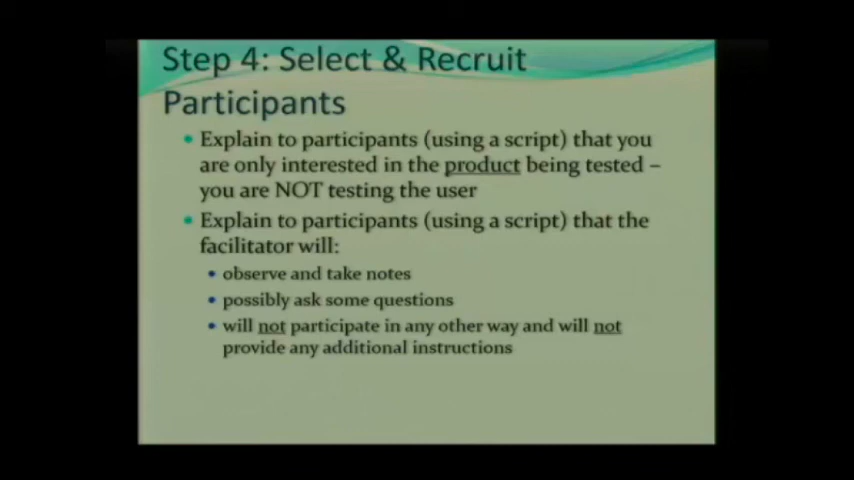 Step 4: Select & Recruit
Participants
• Explain to participants (using a script) that you
are only interested in the product being tested –
you are NOT testing the user
• Explain to participants (using a script) that the
facilitator will:
• observe and take notes
• possibly ask some questions
• will not participate in any other way and will not
provide any additional instructions